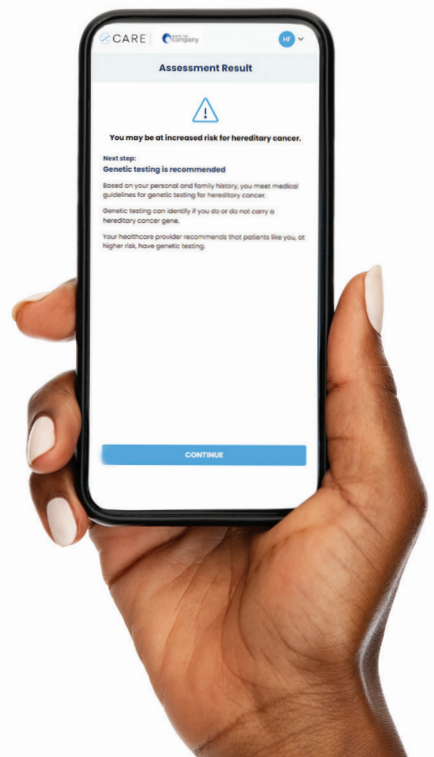 CARE
company
HF
Assessment Result
You may be at increased risk for hereditary cancer.
Next step:
Genetic testing is recommended
Based on your personal and family history, you meet medical
guidelines for genetic testing for hereditary cancer.
Genetic testing can identify if you do or do not carry a
hereditary cancer gene.
Your healthcare provider recommends that patients like you, at
higher risk, have genetic testing.
CONTINUE